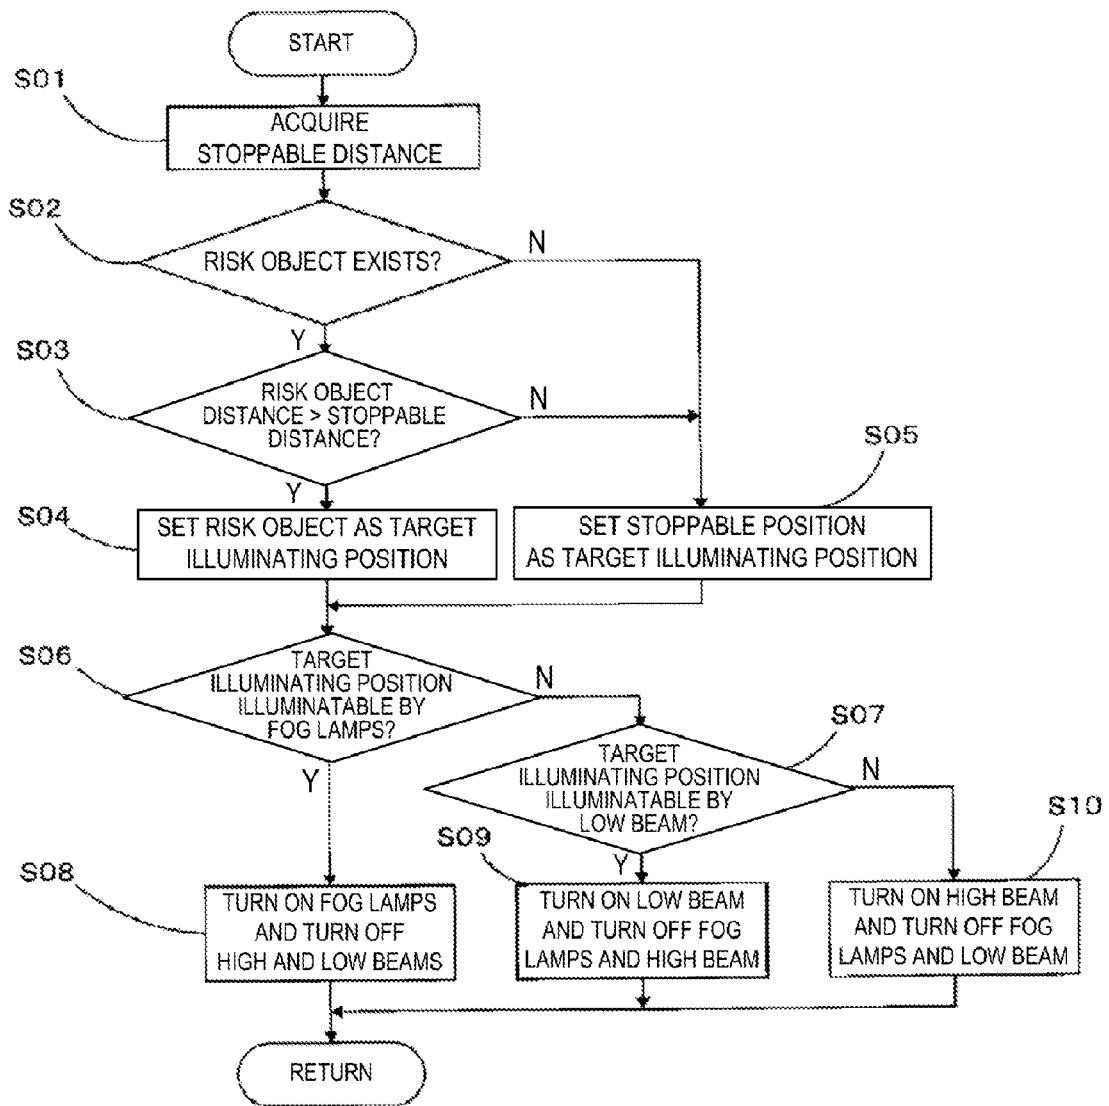 START
S01
ACQUIRE
STOPPABLE DISTANCE
S02
RISK OBJECT EXISTS?
N
Y
S03
RISK OBJECT
DISTANCE > STOPPABLE
DISTANCE?
N
Y
S04
SET RISK OBJECT AS TARGET
ILLUMINATING POSITION
S05
SET STOPPABLE POSITION
AS TARGET ILLUMINATING POSITION
S06
TARGET
ILLUMINATING POSITION
ILLUMINATABLE BY
FOG LAMPS?
N
Y
S07
TARGET
ILLUMINATING POSITION
ILLUMINATABLE BY
LOW BEAM?
N
Y
S08
TURN ON FOG LAMPS
AND TURN OFF
HIGH AND LOW BEAMS
S09
TURN ON LOW BEAM
AND TURN OFF FOG
LAMPS AND HIGH BEAM
S10
TURN ON HIGH BEAM
AND TURN OFF FOG
LAMPS AND LOW BEAM
RETURN